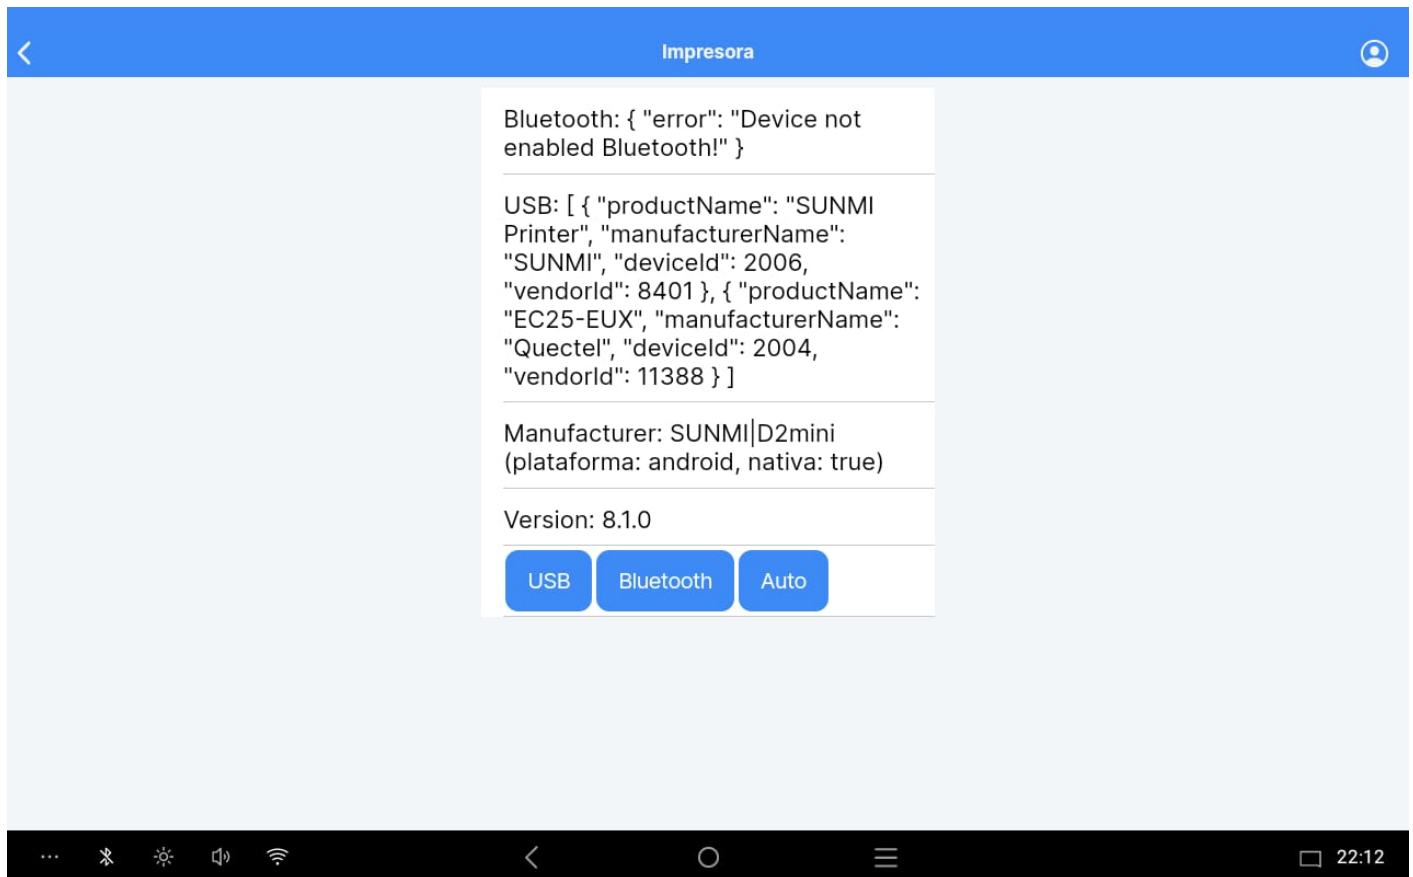 Impresora
Bluetooth: { "error": "Device not
enabled Bluetooth!" }
USB: [ { "productName": "SUNMI
Printer", "manufacturerName":
"SUNMI", "deviceId": 2006,
"vendorId": 8401 }, { "productName":
"EC25-EUX", "manufacturerName":
"Quectel", "deviceId": 2004,
"vendorId": 11388 } ]
Manufacturer: SUNMI|D2mini
(plataforma: android, nativa: true)
Version: 8.1.0
USB Bluetooth Auto
22:12